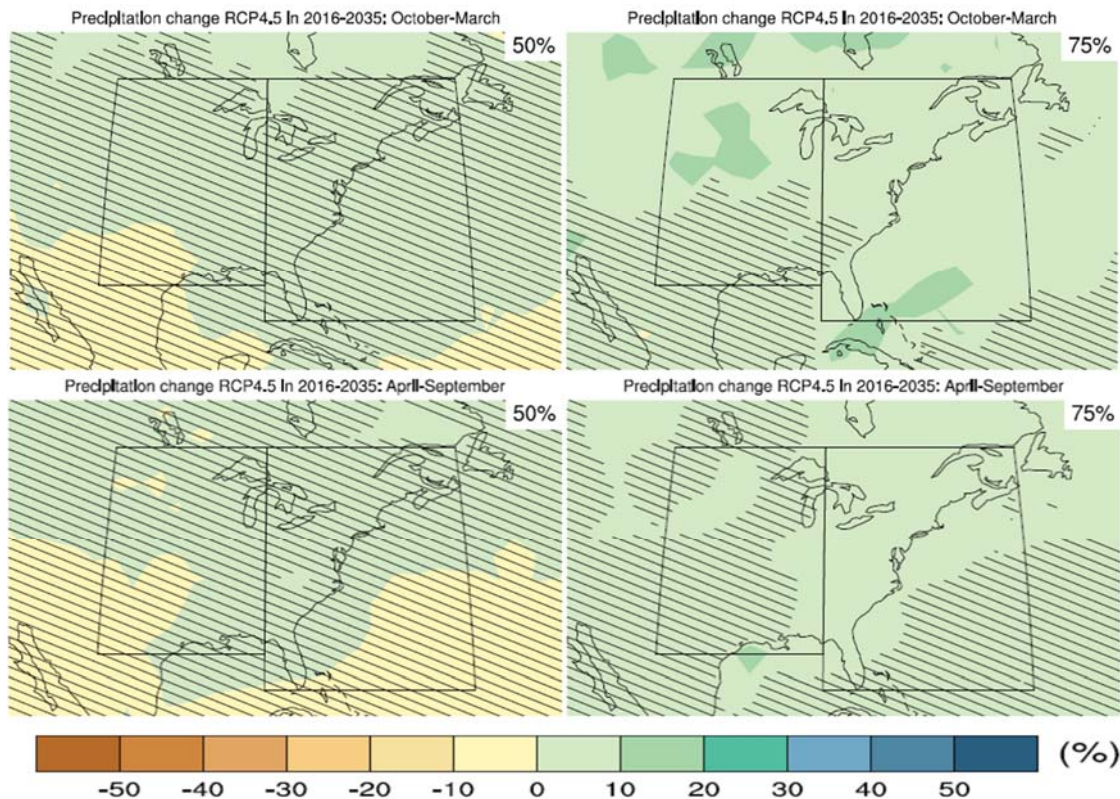 Precipitation change RCP4.5 in 2016-2035: October-March
50%
Precipitation change RCP4.5 in 2016-2035: October-March
75%
Precipitation change RCP4.5 in 2016-2035: April-September
50%
Precipitation change RCP4.5 in 2016-2035: April-September
75%
(%)
-50 -40 -30 -20 -10 0 10 20 30 40 50